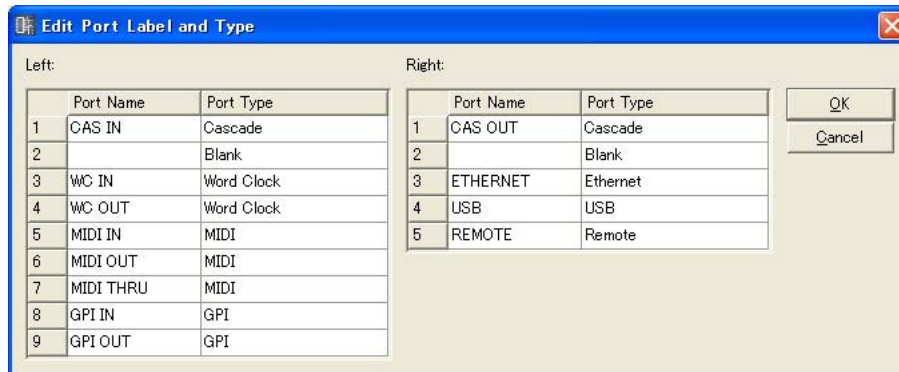 Edit Port Label and Type
Left:
Port Name Port Type
1 CAS IN Cascade
2 Blank
3 WC IN Word Clock
4 WC OUT Word Clock
5 MIDI IN MIDI
6 MIDI OUT MIDI
7 MIDI THRU MIDI
8 GPI IN GPI
9 GPI OUT GPI
Right:
Port Name Port Type
1 CAS OUT Cascade
2 Blank
3 ETHERNET Ethernet
4 USB USB
5 REMOTE Remote
OK
Cancel